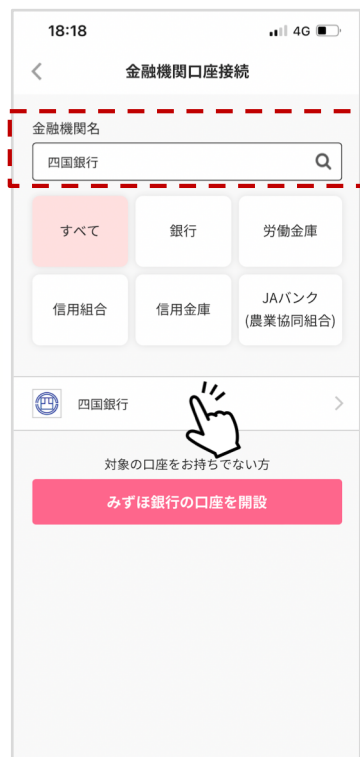 18:18
4G
金融機関口座接続
金融機関名
四国銀行
すべて
銀行
労働金庫
信用組合
信用金庫
JAバンク
(農業協同組合)
四国銀行
対象の口座をお持ちでない方
みずほ銀行の口座を開設